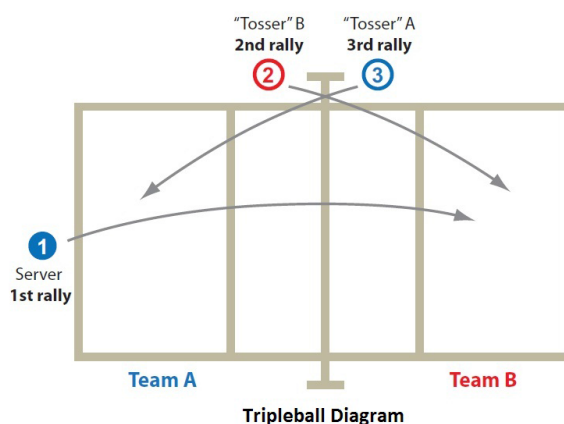 “Tosser” B
2nd rally
2
“Tosser” A
3rd rally
3
1
Server
1st rally
Team A
Team B
Tripleball Diagram